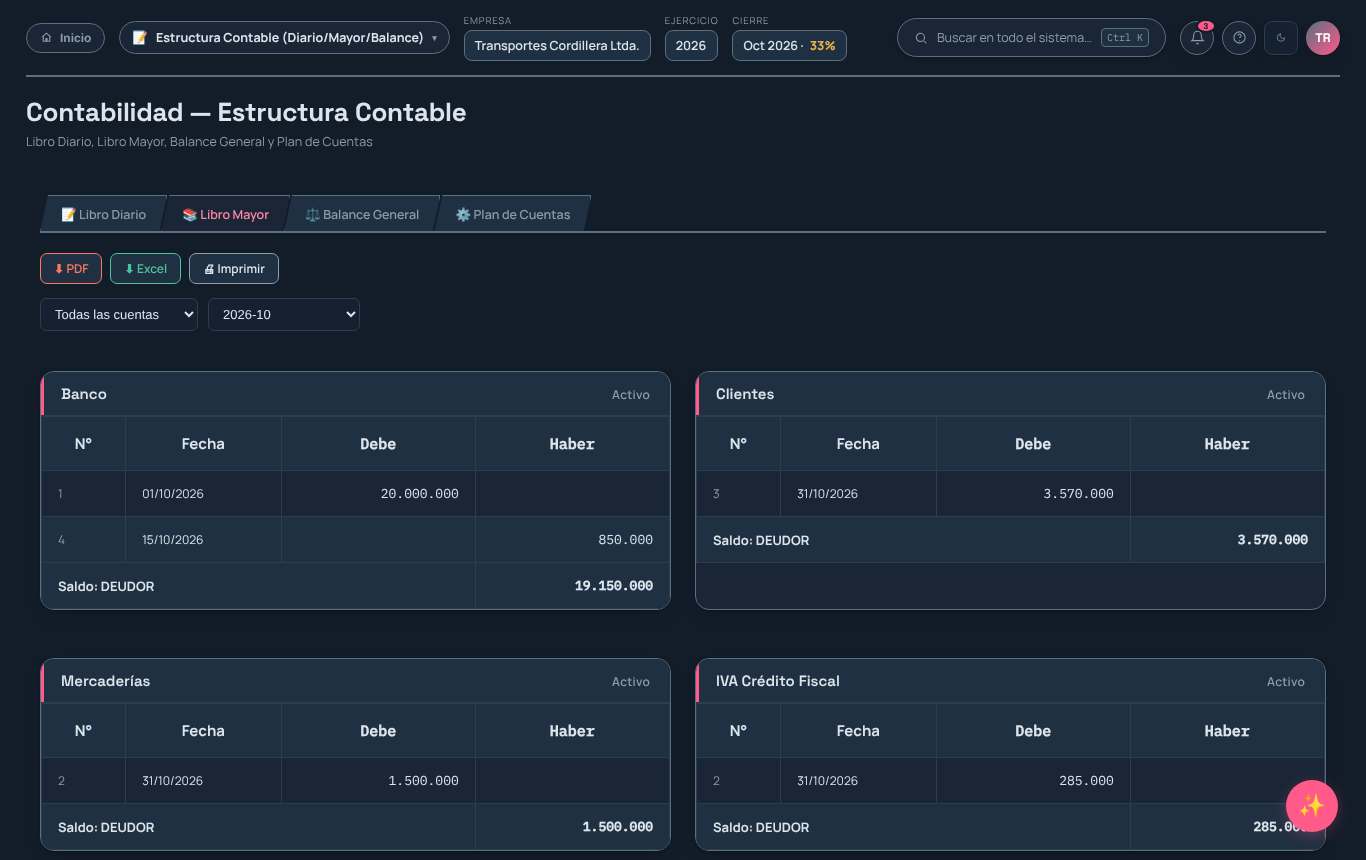 Inicio
Estructura Contable (Diario/Mayor/Balance)
EMPRESA
Transportes Cordillera Ltda.
EJERCICIO
2026
CIERRE
Oct 2026 · 33%
Buscar en todo el sistema... Ctrl K
3
TR
Contabilidad — Estructura Contable
Libro Diario, Libro Mayor, Balance General y Plan de Cuentas
Libro Diario
Libro Mayor
Balance General
Plan de Cuentas
PDF
Excel
Imprimir
Todas las cuentas
2026-10
Banco Activo
N° Fecha Debe Haber
1 01/10/2026 20.000.000
4 15/10/2026 850.000
Saldo: DEUDOR 19.150.000
Clientes Activo
N° Fecha Debe Haber
3 31/10/2026 3.570.000
Saldo: DEUDOR 3.570.000
Mercaderías Activo
N° Fecha Debe Haber
2 31/10/2026 1.500.000
Saldo: DEUDOR 1.500.000
IVA Crédito Fiscal Activo
N° Fecha Debe Haber
2 31/10/2026 285.000
Saldo: DEUDOR